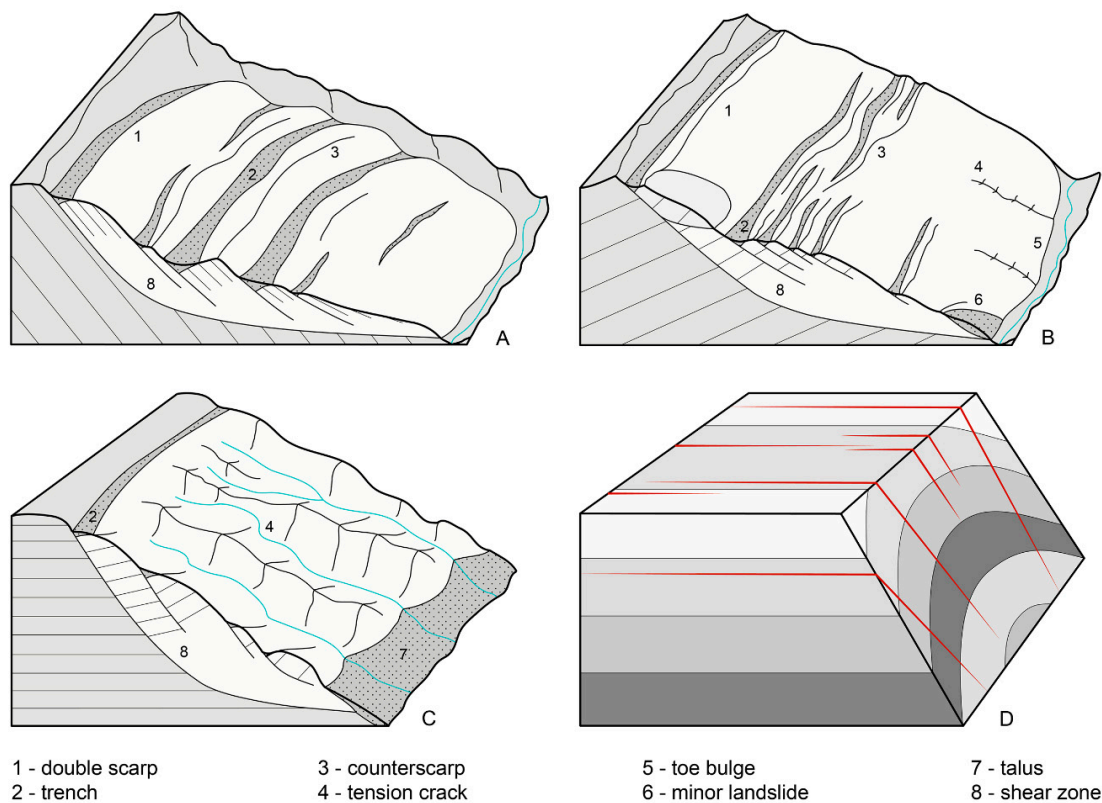 1
2
3
8
A
1
2
3
4
5
6
8
B
2
4
7
8
C
D
1 - double scarp
2 - trench
3 - counterscarp
4 - tension crack
5 - toe bulge
6 - minor landslide
7 - talus
8 - shear zone